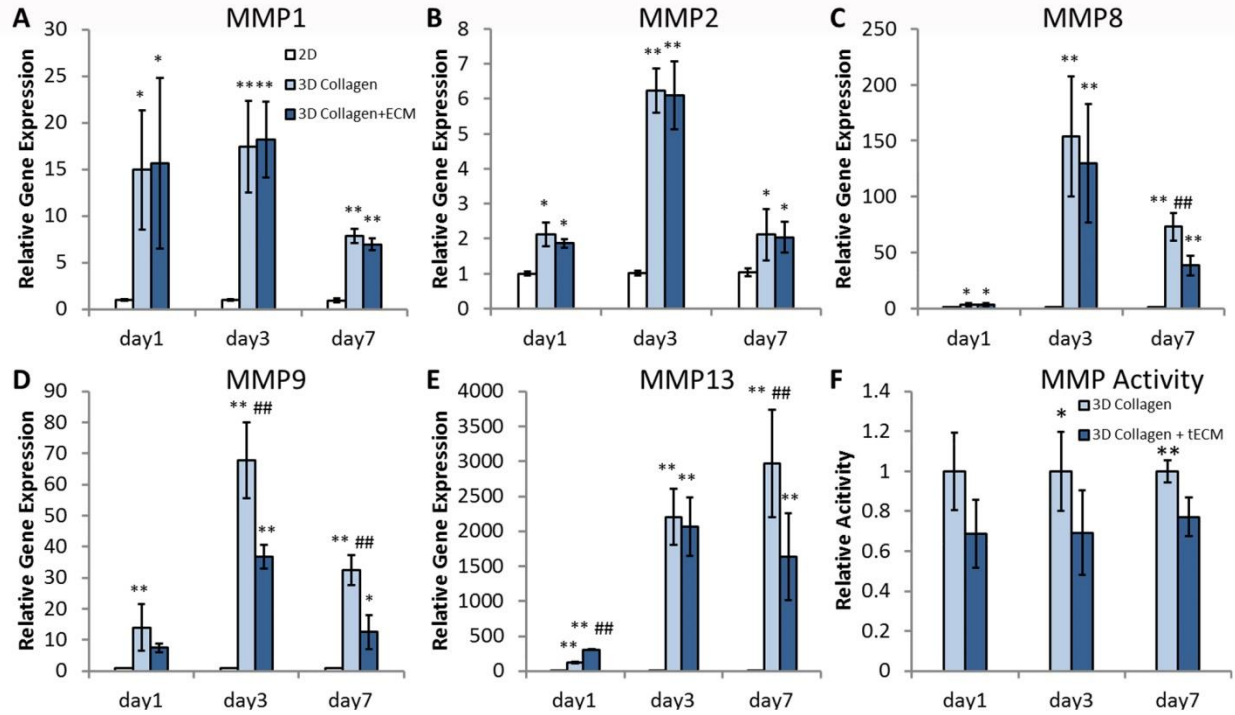 A MMP1
Relative Gene Expression
30
25
20
15
10
5
0
2D
3D Collagen
3D Collagen+ECM
* *
** **
** **
day1 day3 day7
B MMP2
Relative Gene Expression
8
7
6
5
4
3
2
1
0
* *
** **
* *
day1 day3 day7
C MMP8
Relative Gene Expression
250
200
150
100
50
0
* *
** **
** ## **
day1 day3 day7
D MMP9
Relative Gene Expression
90
80
70
60
50
40
30
20
10
0
**
** ## **
** ## *
day1 day3 day7
E MMP13
Relative Gene Expression
4000
3500
3000
2500
2000
1500
1000
500
0
** ** ##
** **
** ## **
day1 day3 day7
F MMP Activity
Relative Acitivity
1.4
1.2
1
0.8
0.6
0.4
0.2
0
3D Collagen
3D Collagen + tECM
*
**
day1 day3 day7